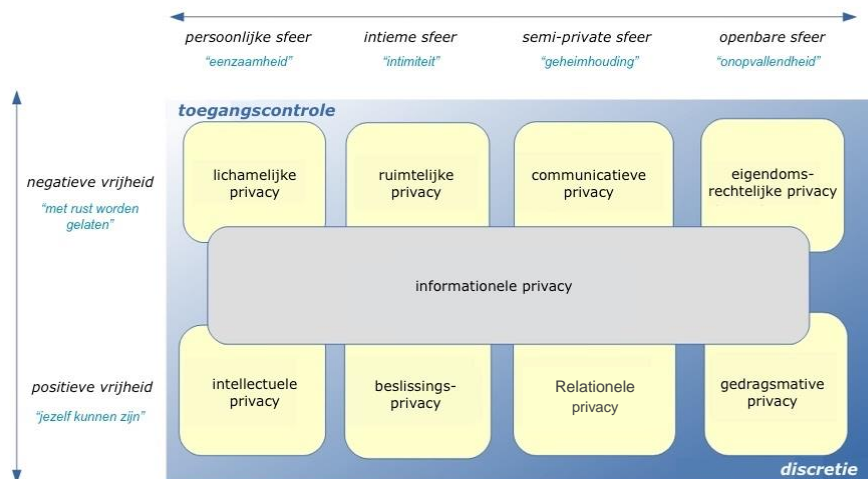 persoonlijke sfeer intieme sfeer semi-private sfeer openbare sfeer
“eenzaamheid” “intimiteit” “geheimhouding” “onopvallendheid”
toegangscontrole
negatieve vrijheid
“met rust worden
gelaten”
lichamelijke
privacy
ruimtelijke
privacy
communicatieve
privacy
eigendoms-
rechtelijke privacy
informationele privacy
positieve vrijheid
“jezelf kunnen zijn”
intellectuele
privacy
beslissings-
privacy
Relationele
privacy
gedragsmative
privacy
discretie